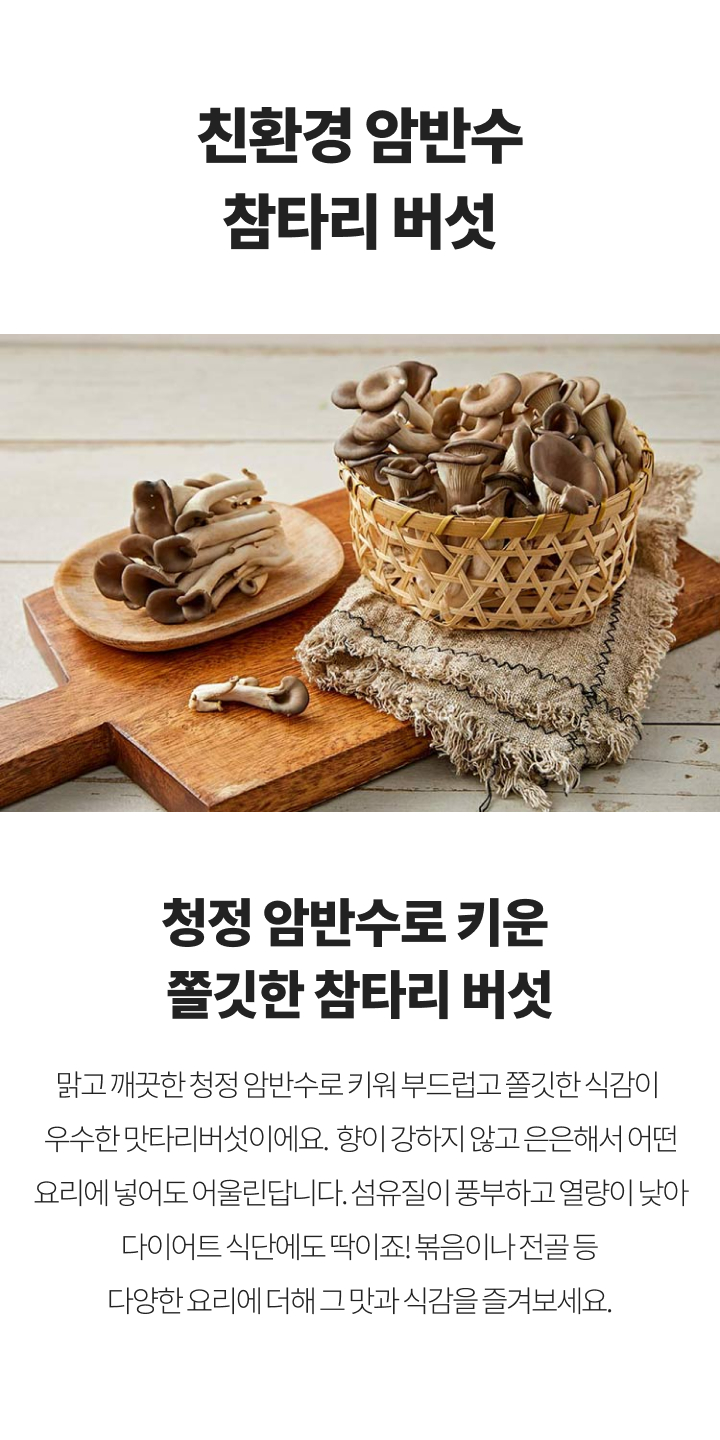 친환경 암반수
참타리 버섯
청정 암반수로 키운
쫄깃한 참타리 버섯
맑고 깨끗한 청정 암반수로 키워 부드럽고 쫄깃한 식감이
우수한 맛타리버섯이에요. 향이 강하지 않고 은은해서 어떤
요리에 넣어도 어울린답니다. 섬유질이 풍부하고 열량이 낮아
다이어트 식단에도 딱이죠! 볶음이나 전골 등
다양한 요리에 더해 그 맛과 식감을 즐겨보세요.